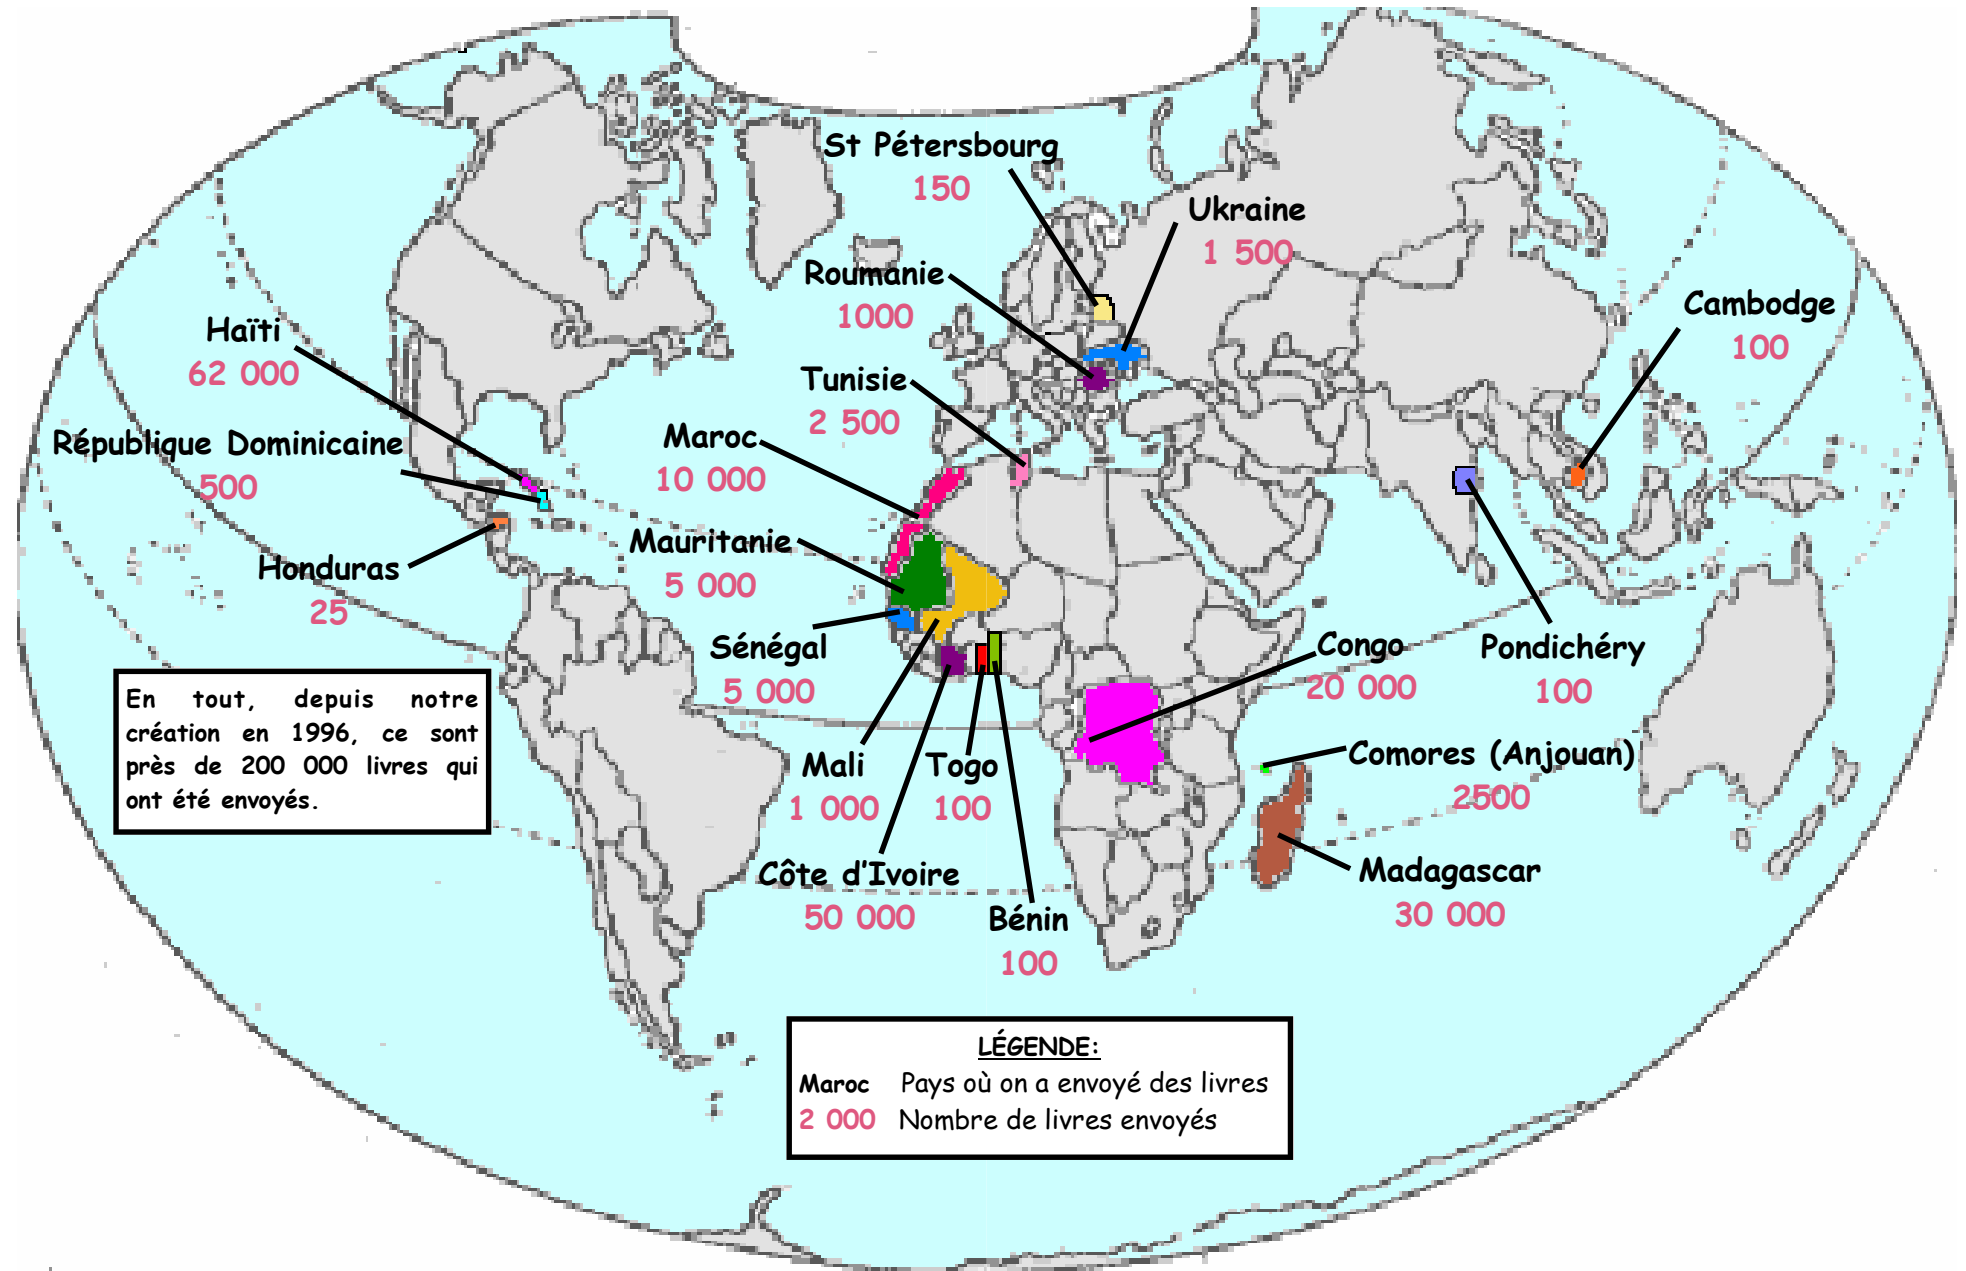 St Pétersbourg
150
Ukraine
1 500
Roumanie
1000
Cambodge
100
Haïti
62 000
Tunisie
2 500
Maroc
10 000
République Dominicaine
500
Mauritanie
5 000
Honduras
25
Sénégal
5 000
Congo
20 000
Pondichéry
100
En tout, depuis notre
création en 1996, ce sont
près de 200 000 livres qui
ont été envoyés.
Mali
1 000
Togo
100
Comores (Anjouan)
2500
Côte d'Ivoire
50 000
Bénin
100
Madagascar
30 000
LÉGENDE:
Maroc Pays où on a envoyé des livres
2 000 Nombre de livres envoyés